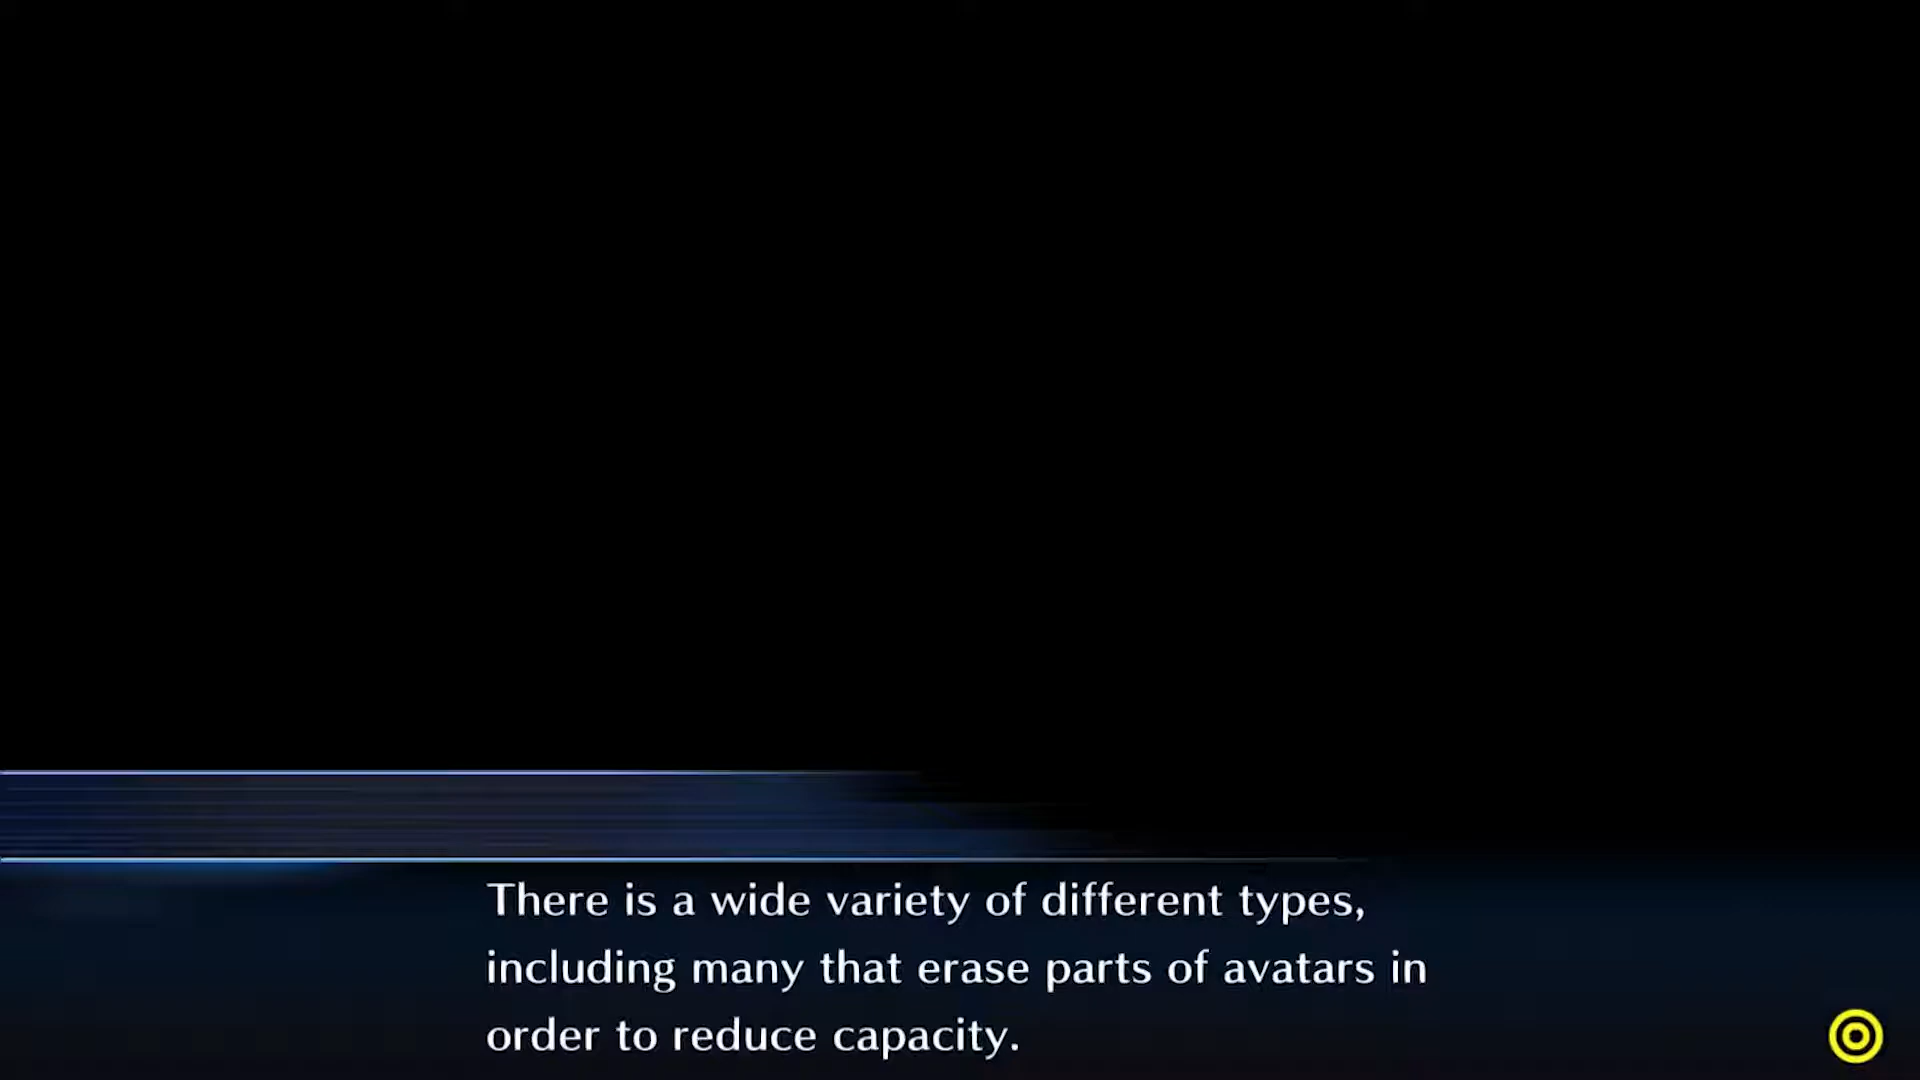 There is a wide variety of different types,
including many that erase parts of avatars in
order to reduce capacity.